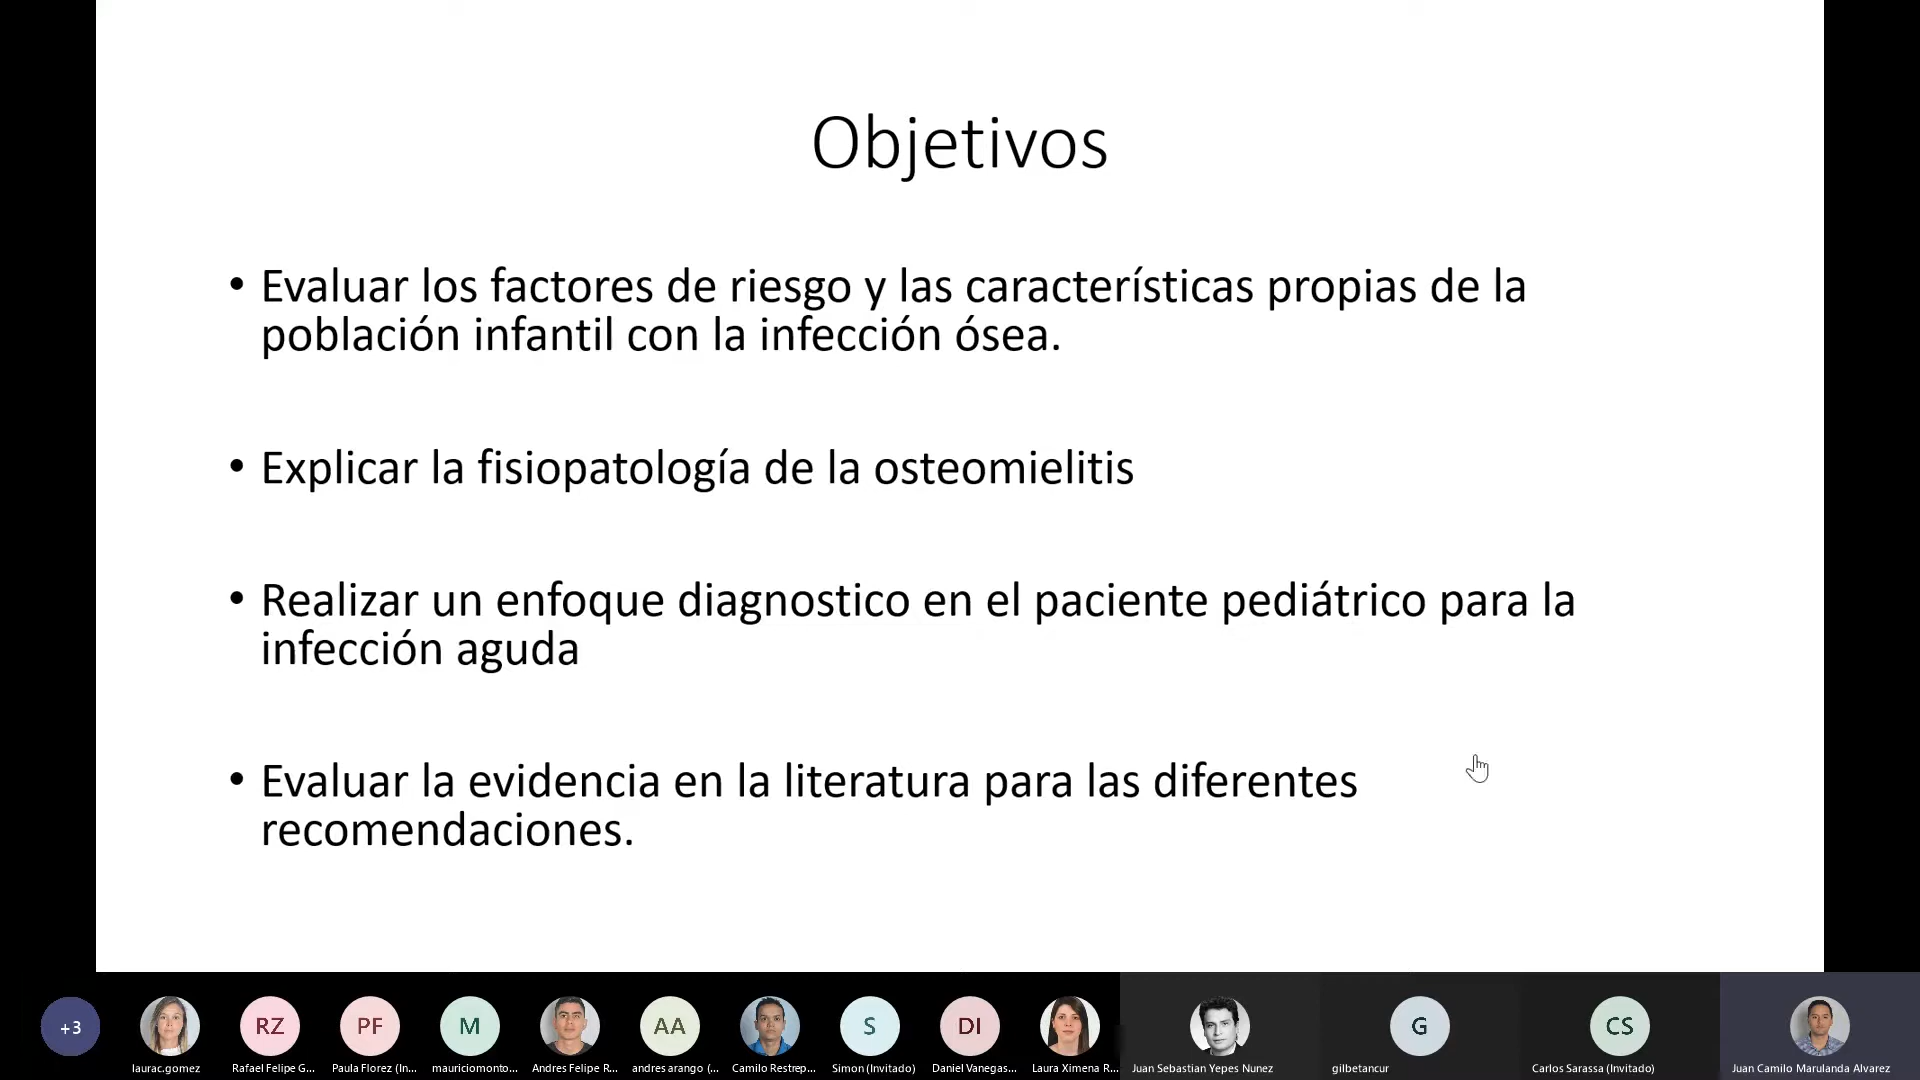 Objetivos
• Evaluar los factores de riesgo y las características propias de la
población infantil con la infección ósea.
• Explicar la fisiopatología de la osteomielitis
• Realizar un enfoque diagnostico en el paciente pediátrico para la
infección aguda
• Evaluar la evidencia en la literatura para las diferentes
recomendaciones.
+3
RZ
PF
M
AA
S
DI
G
CS
laurac.gomez
Rafael Felipe G...
Paula Florez (In...
mauriciomonto...
Andres Felipe R...
andres arango (...
Camilo Restrep...
Simon (Invitado)
Daniel Vanegas...
Laura Ximena R...
Juan Sebastian Yepes Nunez
gilbetancur
Carlos Sarassa (Invitado)
Juan Camilo Marulanda Alvarez